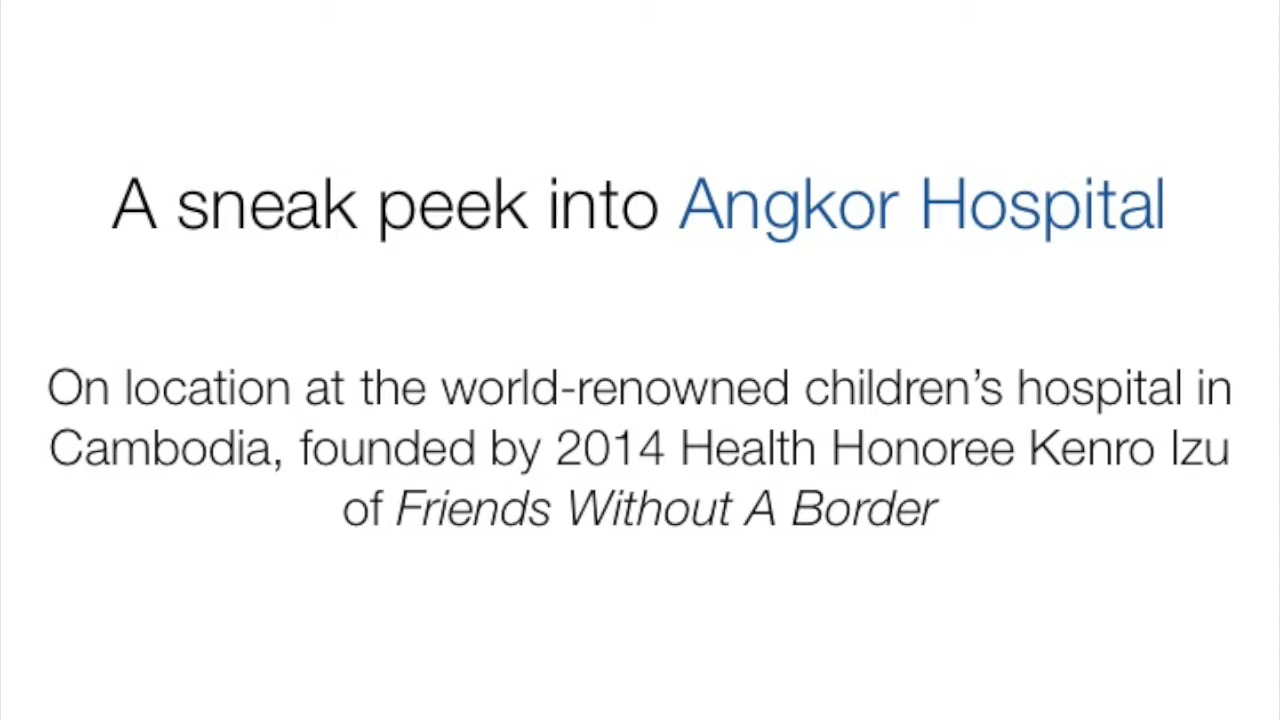 A sneak peek into Angkor Hospital
On location at the world-renowned children’s hospital in
Cambodia, founded by 2014 Health Honoree Kenro Izu
of Friends Without A Border